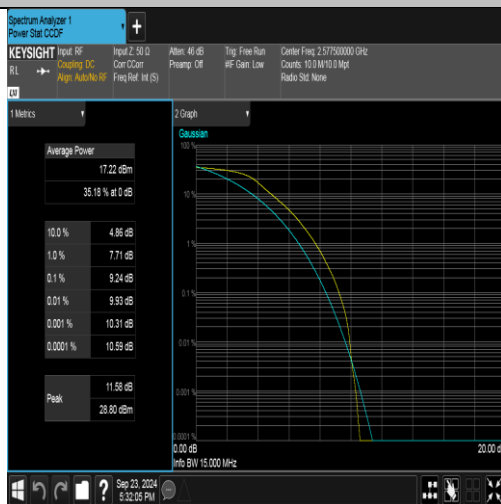 Spectrum Analyzer 1
Power Stat CCDF
KEYSIGHT
RL
LXI
Input: RF
Coupling: DC
Align: Auto/No RF
Input Z: 50 Ω
Corr CCorr
Freq Ref: Int (S)
Atten: 46 dB
Preamp: Off
Trig: Free Run
#IF Gain: Low
Center Freq: 2.577500000 GHz
Counts: 10.0 M/10.0 Mpt
Radio Std: None
1 Metrics
Average Power
17.22 dBm
35.18 % at 0 dB
10.0 % 4.86 dB
1.0 % 7.71 dB
0.1 % 9.24 dB
0.01 % 9.93 dB
0.001 % 10.31 dB
0.0001 % 10.59 dB
Peak
11.58 dB
28.80 dBm
2 Graph
Gaussian
100 %
10 %
1 %
0.1 %
0.01 %
0.001 %
0.0001 %
0.00 dB
20.00 d
Info BW 15.000 MHz
Sep 23, 2024
5:32:05 PM